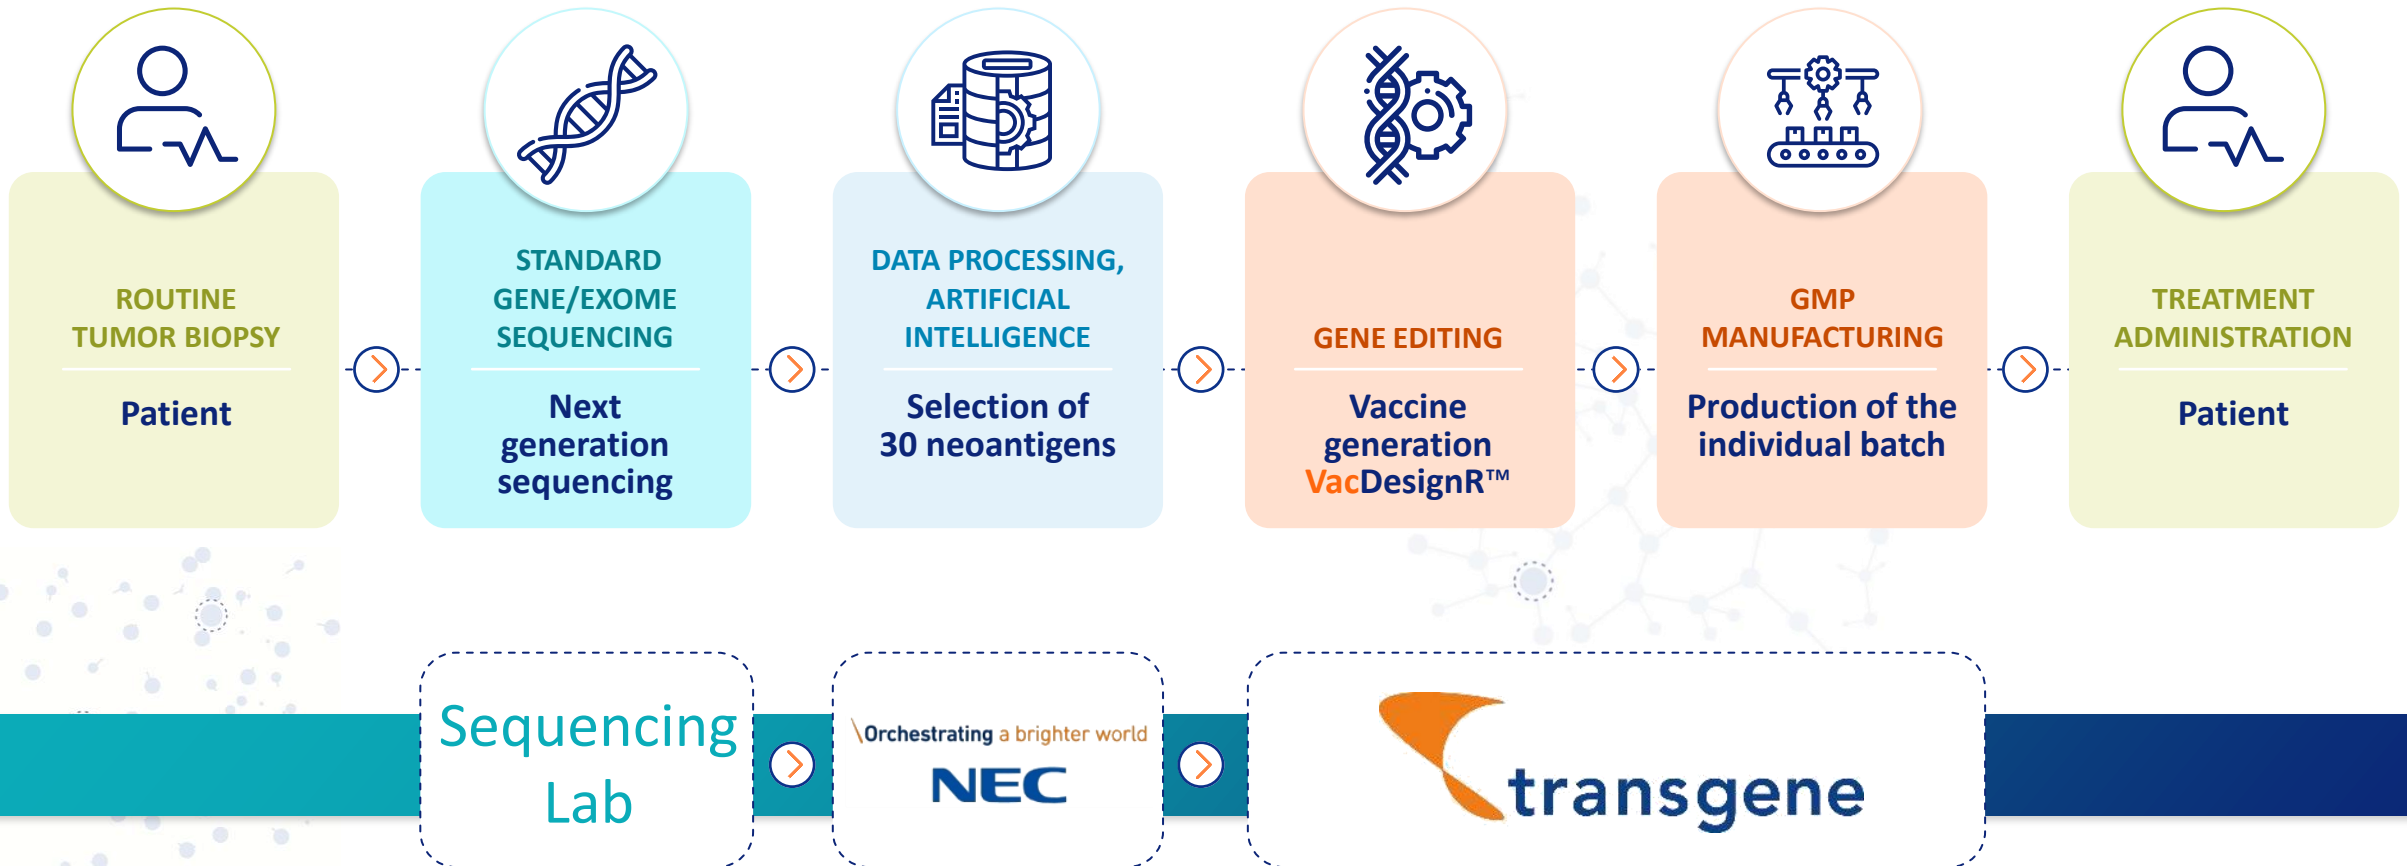 ROUTINE
TUMOR BIOPSY
Patient
STANDARD
GENE/EXOME
SEQUENCING
Next
generation
sequencing
DATA PROCESSING,
ARTIFICIAL
INTELLIGENCE
Selection of
30 neoantigens
GENE EDITING
Vaccine
generation
VacDesignR™
GMP
MANUFACTURING
Production of the
individual batch
TREATMENT
ADMINISTRATION
Patient
Sequencing
Lab
\Orchestrating a brighter world
NEC
transgene